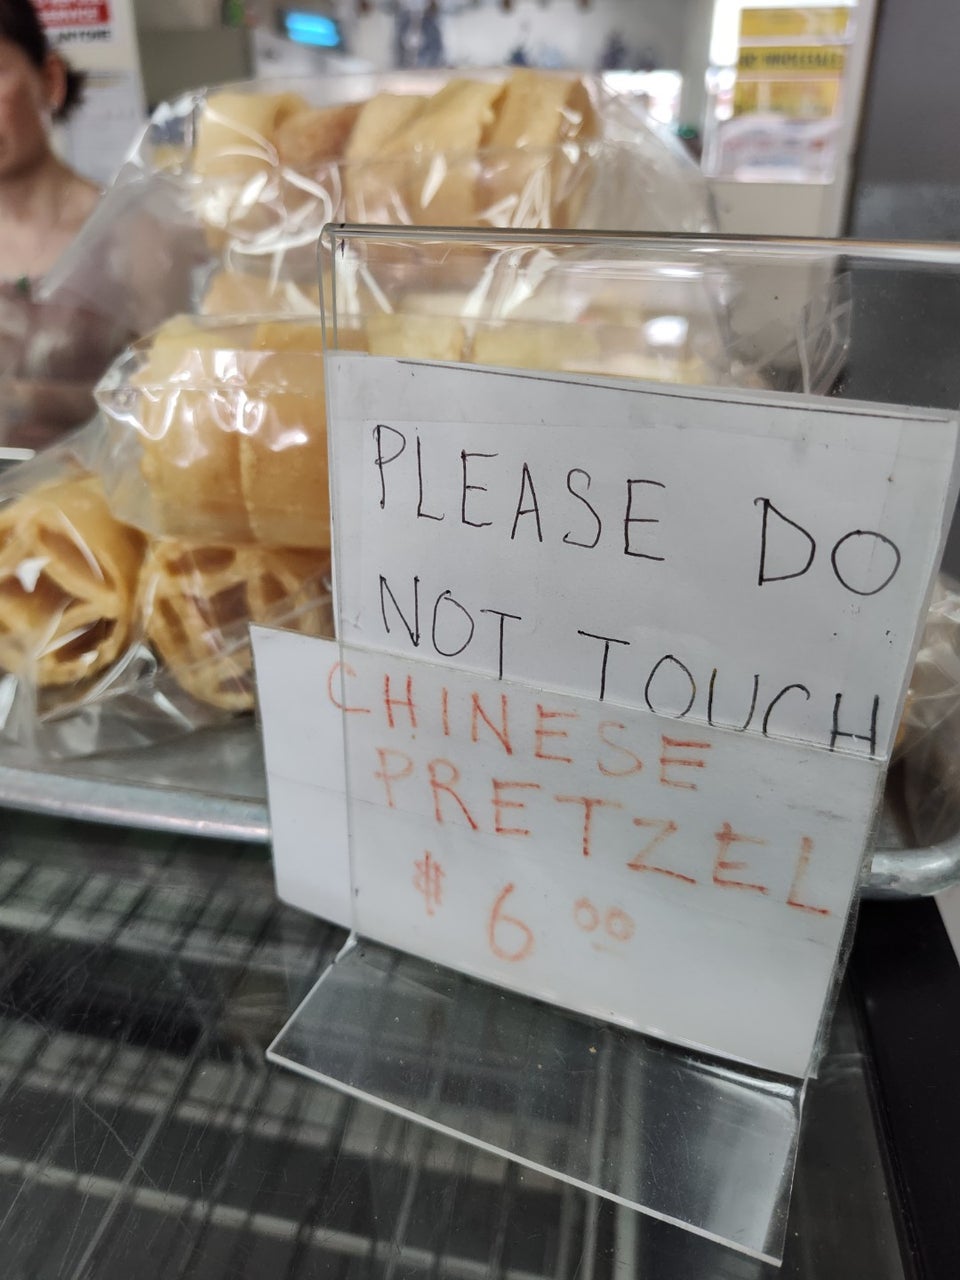 PLEASE DO
NOT TOUCH
CHINESE
PRETZEL
$ 6 00